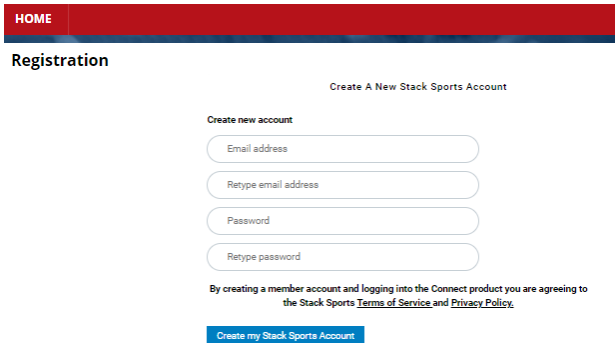 HOME
Registration
Create A New Stack Sports Account
Create new account
Email address
Retype email address
Password
Retype password
By creating a member account and logging into the Connect product you are agreeing to
the Stack Sports Terms of Service and Privacy Policy.
Create my Stack Sports Account